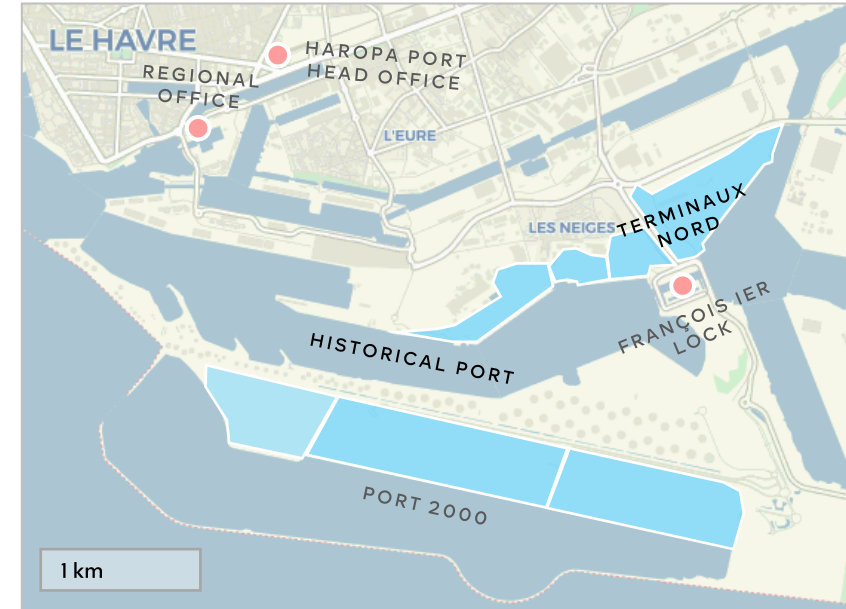 LE HAVRE
HAROPA PORT
HEAD OFFICE
REGIONAL
OFFICE
L'EURE
TERMINAUX
NORD
LES NEIGES
FRANÇOIS IER
LOCK
HISTORICAL PORT
PORT 2000
1 km